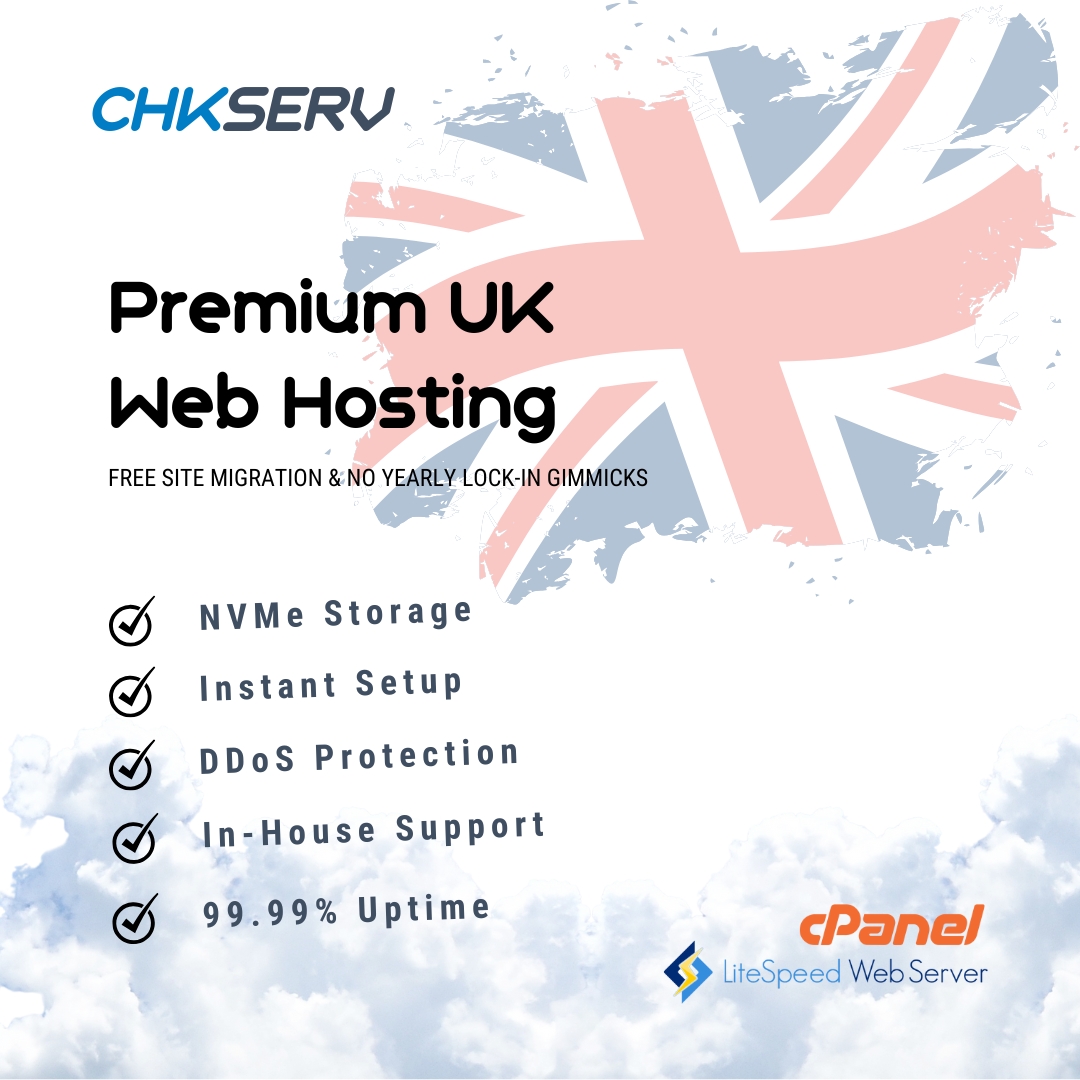 CHKSERV
Premium UK
Web Hosting
FREE SITE MIGRATION & NO YEARLY LOCK-IN GIMMICKS
NVMe Storage
Instant Setup
DDoS Protection
In-House Support
99.99% Uptime
cPanel
LiteSpeed Web Server